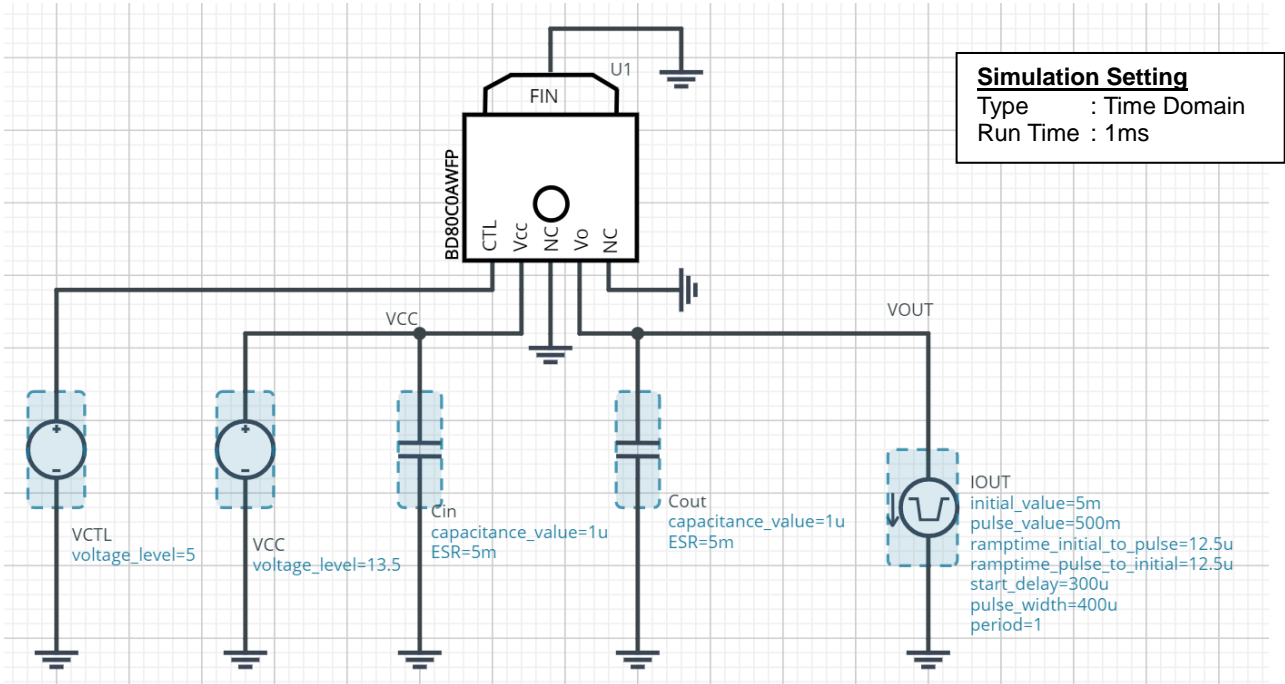 U1
FIN
BD80C0AWFP
CTL
Vcc
NC
Vo
NC
Simulation Setting
Type : Time Domain
Run Time : 1ms
VCC
VOUT
VCTL
voltage_level=5
VCC
voltage_level=13.5
Cin
capacitance_value=1u
ESR=5m
Cout
capacitance_value=1u
ESR=5m
IOUT
initial_value=5m
pulse_value=500m
ramptime_initial_to_pulse=12.5u
ramptime_pulse_to_initial=12.5u
start_delay=300u
pulse_width=400u
period=1